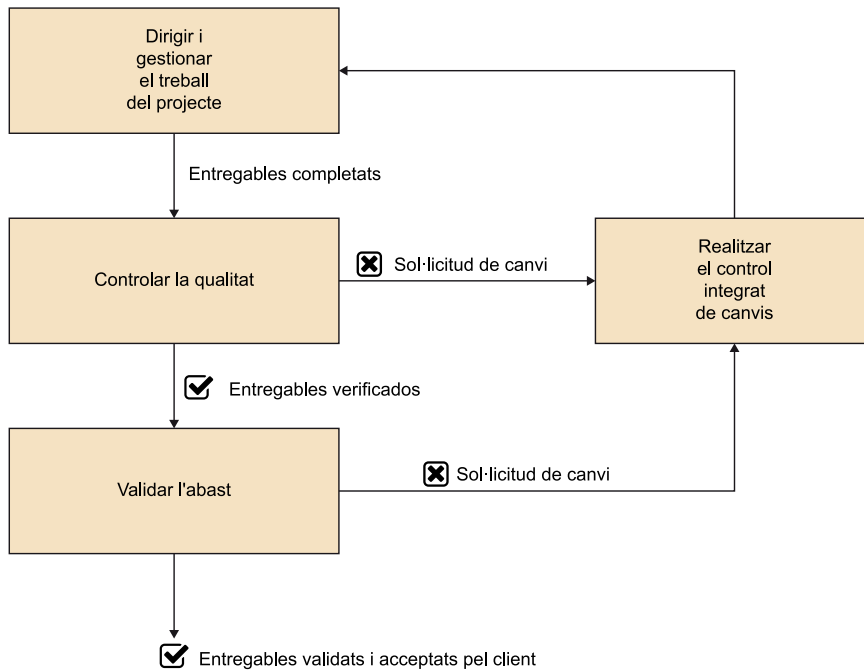 Dirigir i
gestionar
el treball
del projecte
Entregables completats
Controlar la qualitat
Sol·licitud de canvi
Realitzar
el control
integrat
de canvis
Entregables verificados
Validar l'abast
Sol·licitud de canvi
Entregables validats i acceptats pel client